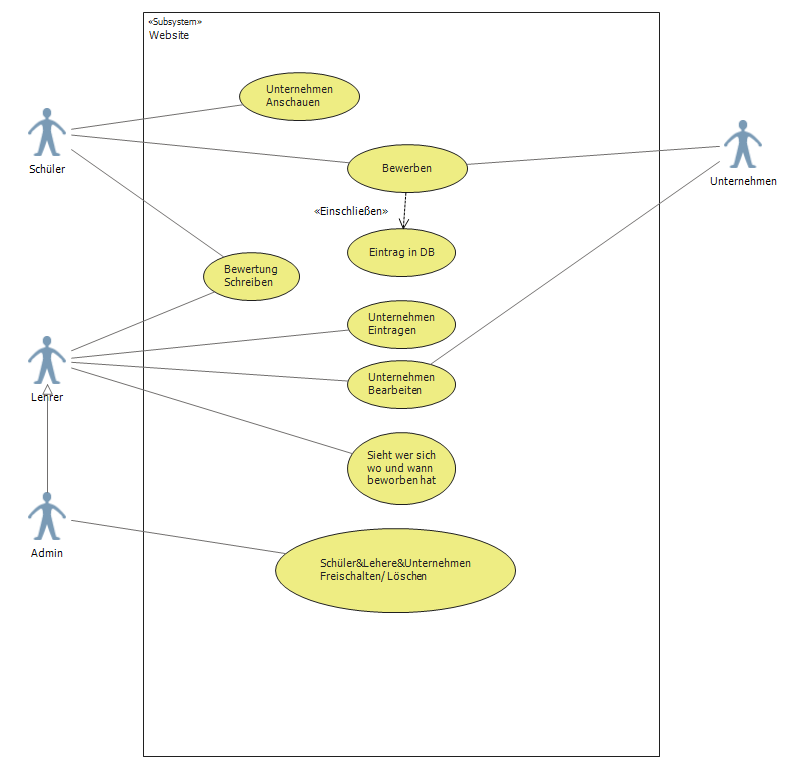 «Subsystem»
Website
Unternehmen
Anschauen
Schüler
Bewerben
Unternehmen
«Einschließen»
Eintrag in DB
Bewertung
Schreiben
Unternehmen
Eintragen
Unternehmen
Bearbeiten
Lehrer
Sieht wer sich
wo und wann
beworben hat
Admin
Schüler&Lehere&Unternehmen
Freischalten/ Löschen